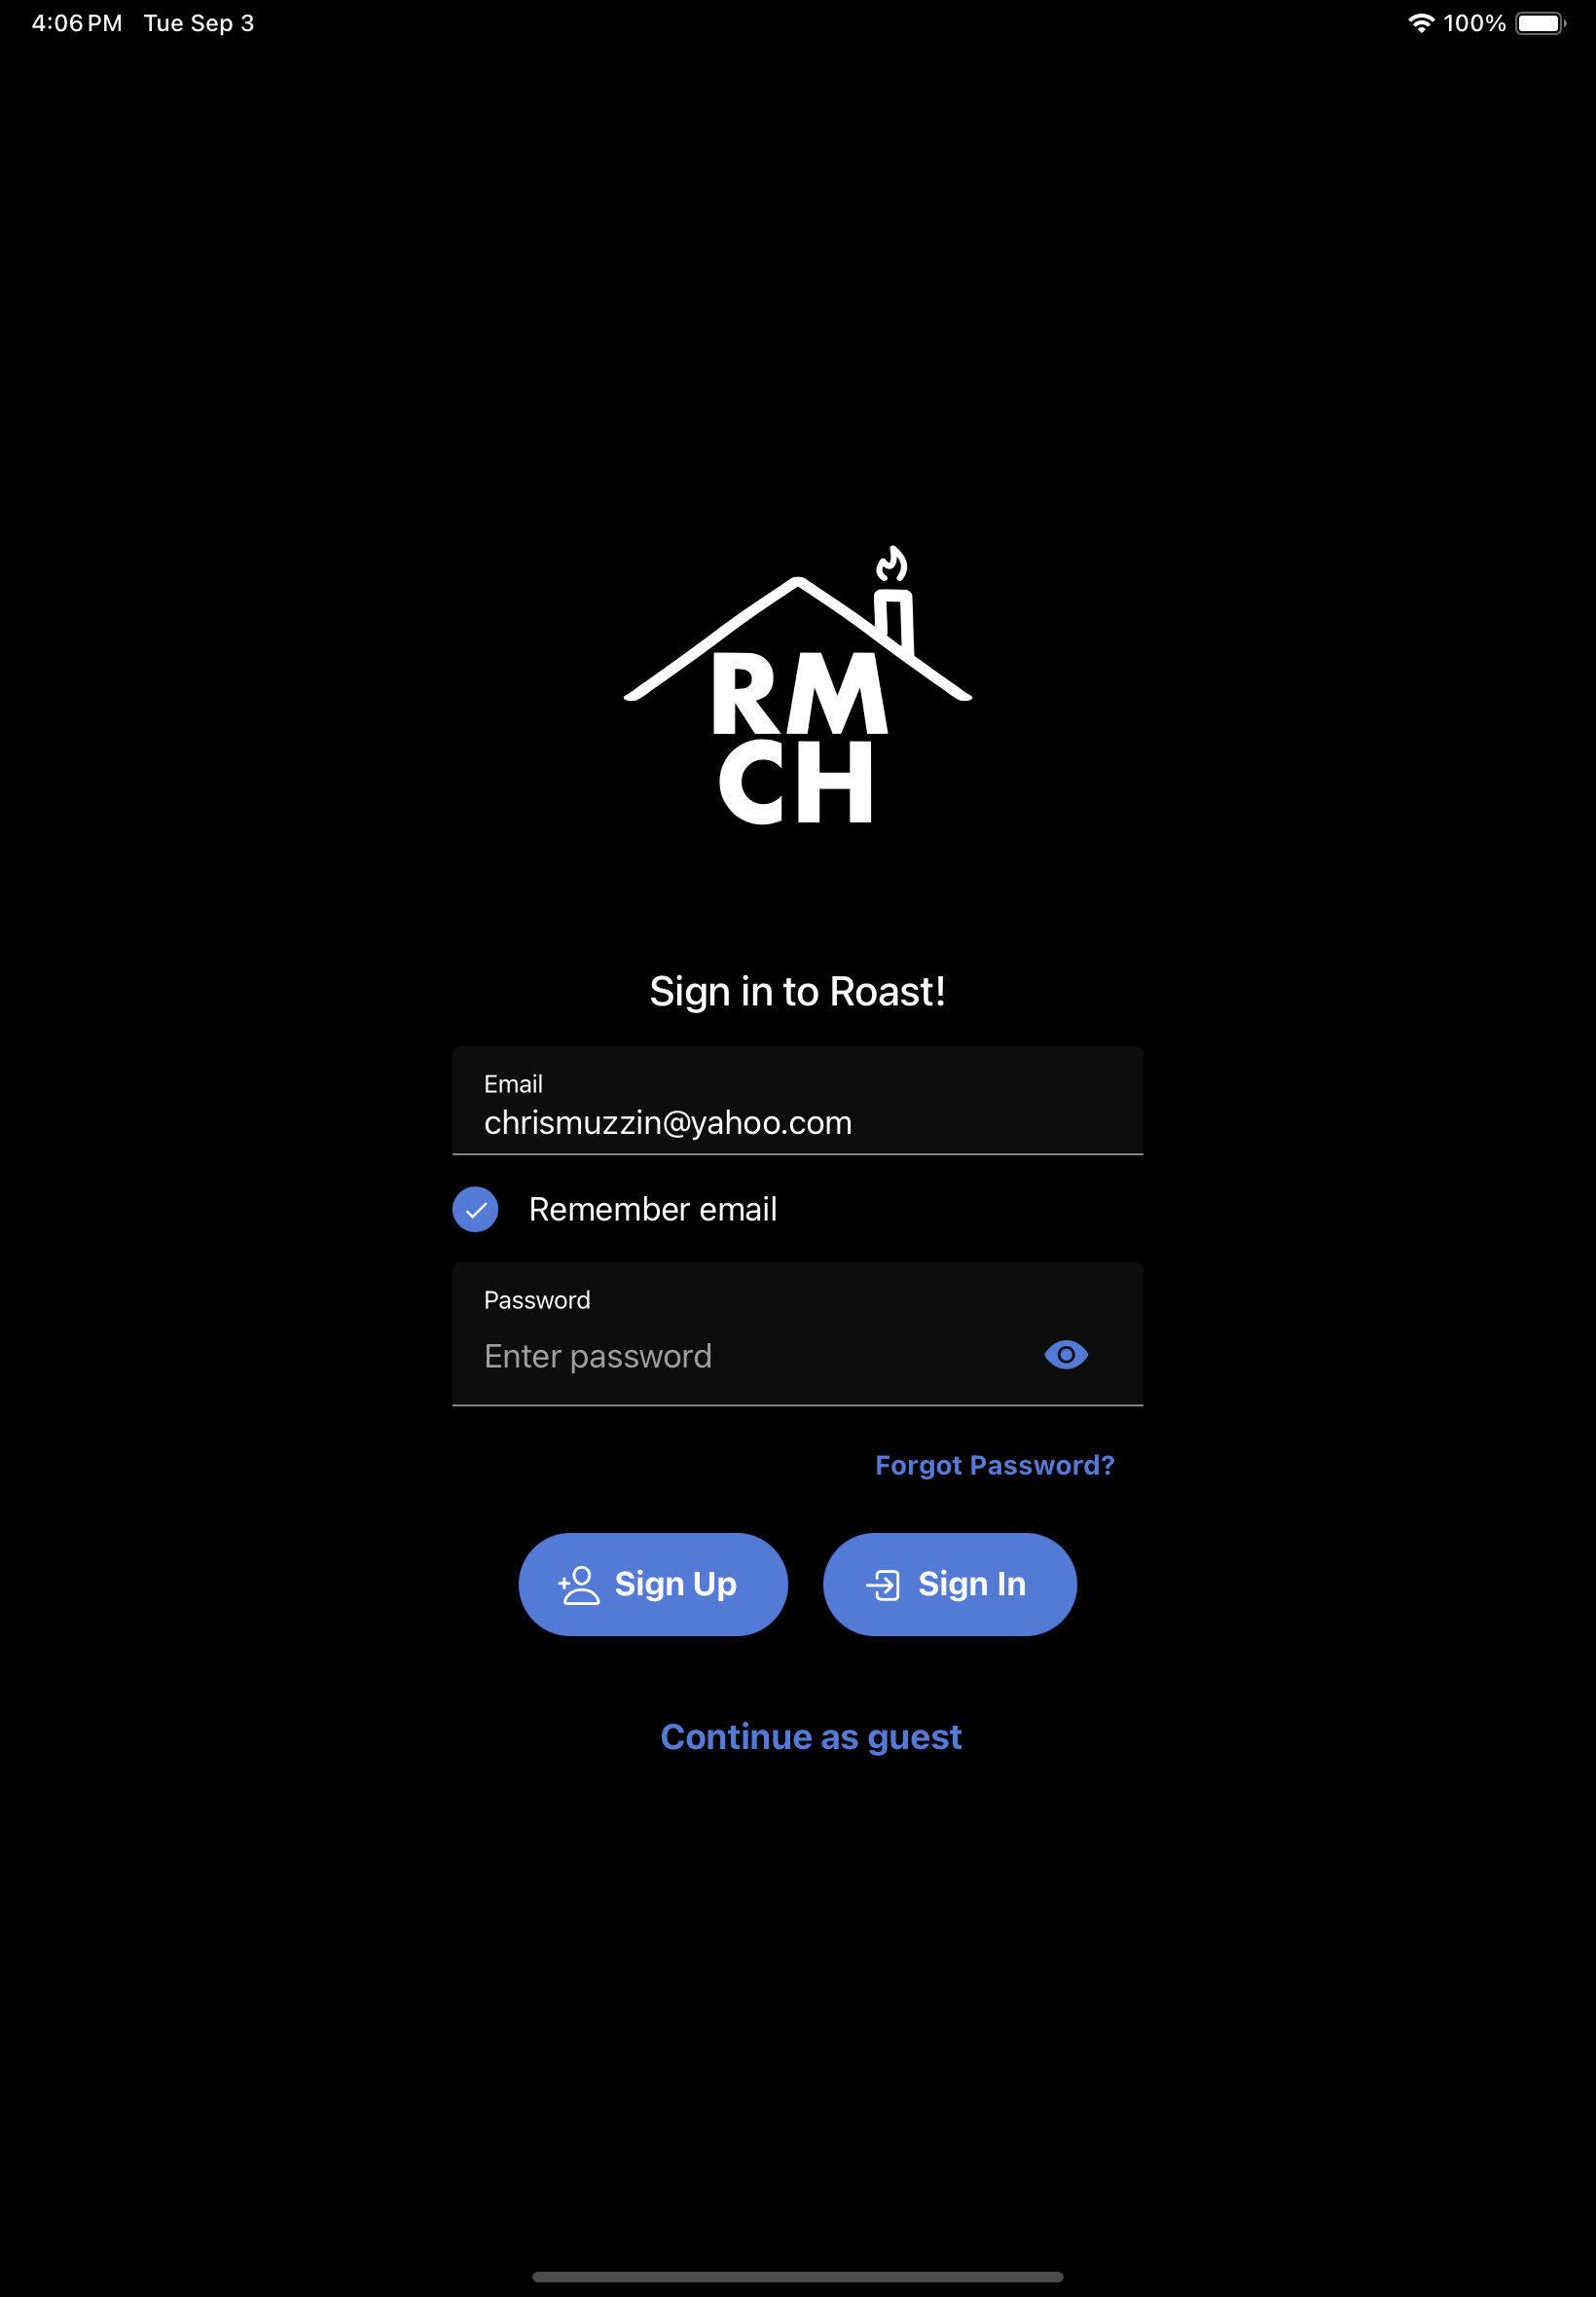 4:06 PM Tue Sep 3 100%
RM
CH
Sign in to Roast!
Email
chrismuzzin@yahoo.com
Remember email
Password
Enter password
Forgot Password?
Sign Up Sign In
Continue as guest